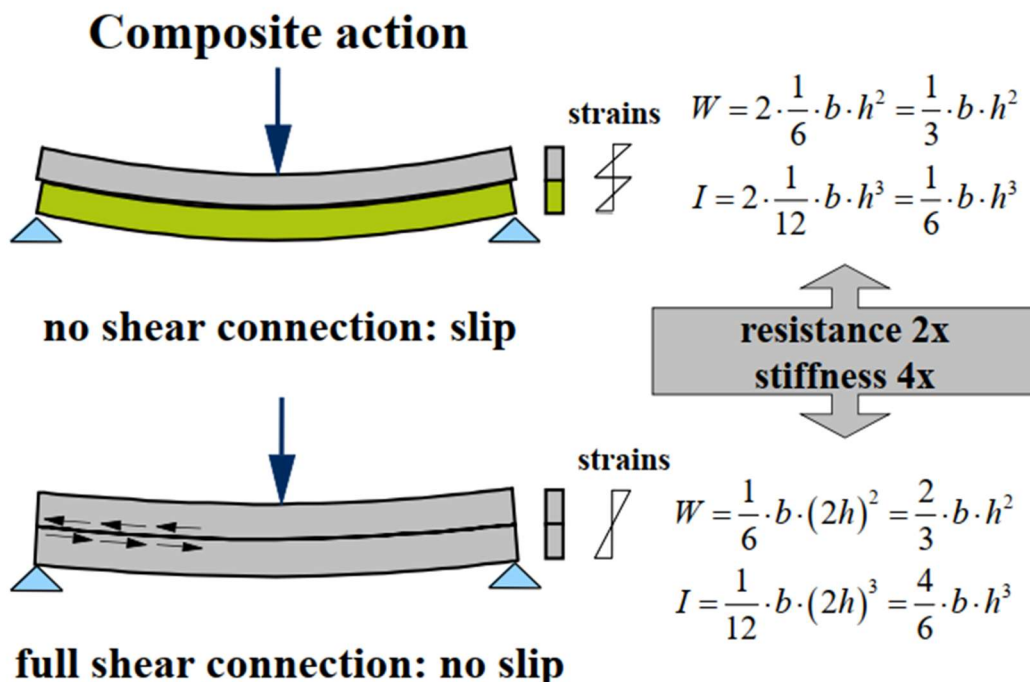 Composite action
strains
W = 2 · 1/6 · b · h² = 1/3 · b · h²
I = 2 · 1/12 · b · h³ = 1/6 · b · h³
no shear connection: slip
resistance 2x
stiffness 4x
strains
W = 1/6 · b · (2h)² = 2/3 · b · h²
I = 1/12 · b · (2h)³ = 4/6 · b · h³
full shear connection: no slip